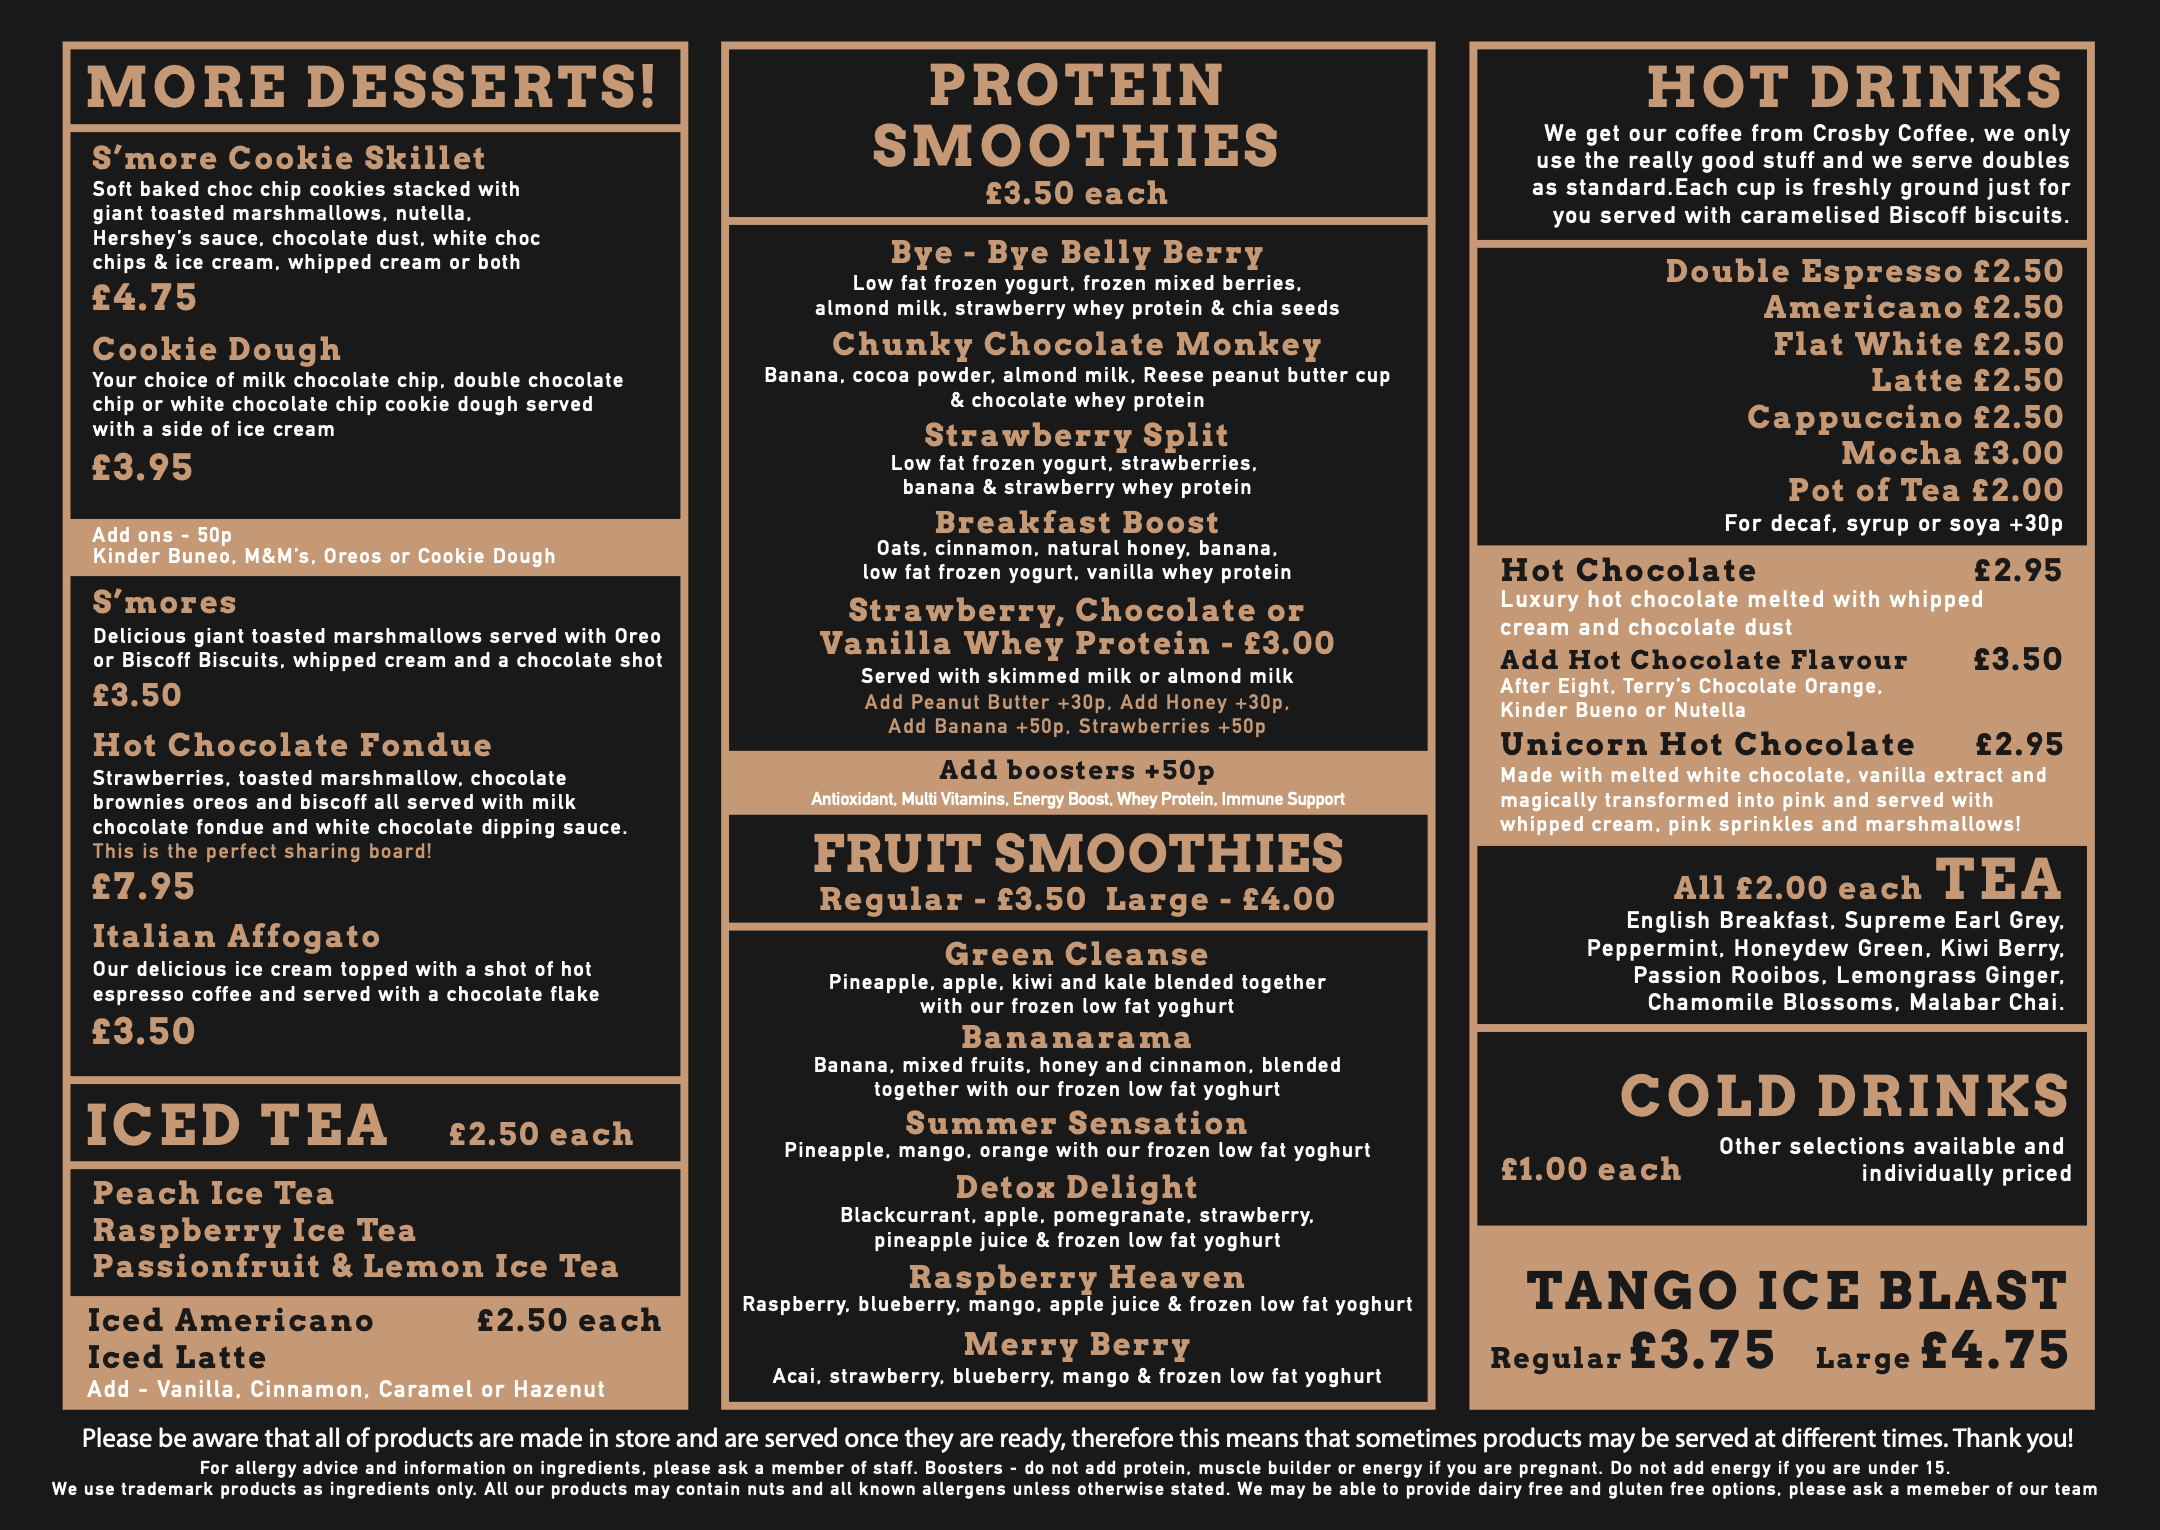 MORE DESSERTS!
S’more Cookie Skillet
Soft baked choc chip cookies stacked with
giant toasted marshmallows, nutella,
Hershey’s sauce, chocolate dust, white choc
chips & ice cream, whipped cream or both
£4.75
Cookie Dough
Your choice of milk chocolate chip, double chocolate
chip or white chocolate chip cookie dough served
with a side of ice cream
£3.95
Add ons - 50p
Kinder Buneo, M&M’s, Oreos or Cookie Dough
S’mores
Delicious giant toasted marshmallows served with Oreo
or Biscoff Biscuits, whipped cream and a chocolate shot
£3.50
Hot Chocolate Fondue
Strawberries, toasted marshmallow, chocolate
brownies oreos and biscoff all served with milk
chocolate fondue and white chocolate dipping sauce.
This is the perfect sharing board!
£7.95
Italian Affogato
Our delicious ice cream topped with a shot of hot
espresso coffee and served with a chocolate flake
£3.50
ICED TEA £2.50 each
Peach Ice Tea
Raspberry Ice Tea
Passionfruit & Lemon Ice Tea
Iced Americano £2.50 each
Iced Latte
Add - Vanilla, Cinnamon, Caramel or Hazenut
PROTEIN
SMOOTHIES
£3.50 each
Bye - Bye Belly Berry
Low fat frozen yogurt, frozen mixed berries,
almond milk, strawberry whey protein & chia seeds
Chunky Chocolate Monkey
Banana, cocoa powder, almond milk, Reese peanut butter cup
& chocolate whey protein
Strawberry Split
Low fat frozen yogurt, strawberries,
banana & strawberry whey protein
Breakfast Boost
Oats, cinnamon, natural honey, banana,
low fat frozen yogurt, vanilla whey protein
Strawberry, Chocolate or
Vanilla Whey Protein - £3.00
Served with skimmed milk or almond milk
Add Peanut Butter +30p, Add Honey +30p,
Add Banana +50p, Strawberries +50p
Add boosters +50p
Antioxidant, Multi Vitamins, Energy Boost, Whey Protein, Immune Support
FRUIT SMOOTHIES
Regular - £3.50 Large - £4.00
Green Cleanse
Pineapple, apple, kiwi and kale blended together
with our frozen low fat yoghurt
Bananarama
Banana, mixed fruits, honey and cinnamon, blended
together with our frozen low fat yoghurt
Summer Sensation
Pineapple, mango, orange with our frozen low fat yoghurt
Detox Delight
Blackcurrant, apple, pomegranate, strawberry,
pineapple juice & frozen low fat yoghurt
Raspberry Heaven
Raspberry, blueberry, mango, apple juice & frozen low fat yoghurt
Merry Berry
Acai, strawberry, blueberry, mango & frozen low fat yoghurt
HOT DRINKS
We get our coffee from Crosby Coffee, we only
use the really good stuff and we serve doubles
as standard.Each cup is freshly ground just for
you served with caramelised Biscoff biscuits.
Double Espresso £2.50
Americano £2.50
Flat White £2.50
Latte £2.50
Cappuccino £2.50
Mocha £3.00
Pot of Tea £2.00
For decaf, syrup or soya +30p
Hot Chocolate £2.95
Luxury hot chocolate melted with whipped
cream and chocolate dust
Add Hot Chocolate Flavour £3.50
After Eight, Terry’s Chocolate Orange,
Kinder Bueno or Nutella
Unicorn Hot Chocolate £2.95
Made with melted white chocolate, vanilla extract and
magically transformed into pink and served with
whipped cream, pink sprinkles and marshmallows!
All £2.00 each TEA
English Breakfast, Supreme Earl Grey,
Peppermint, Honeydew Green, Kiwi Berry,
Passion Rooibos, Lemongrass Ginger,
Chamomile Blossoms, Malabar Chai.
COLD DRINKS
Other selections available and
£1.00 each individually priced
TANGO ICE BLAST
Regular £3.75 Large £4.75
Please be aware that all of products are made in store and are served once they are ready, therefore this means that sometimes products may be served at different times. Thank you!
For allergy advice and information on ingredients, please ask a member of staff. Boosters - do not add protein, muscle builder or energy if you are pregnant. Do not add energy if you are under 15.
We use trademark products as ingredients only. All our products may contain nuts and all known allergens unless otherwise stated. We may be able to provide dairy free and gluten free options, please ask a memeber of our team